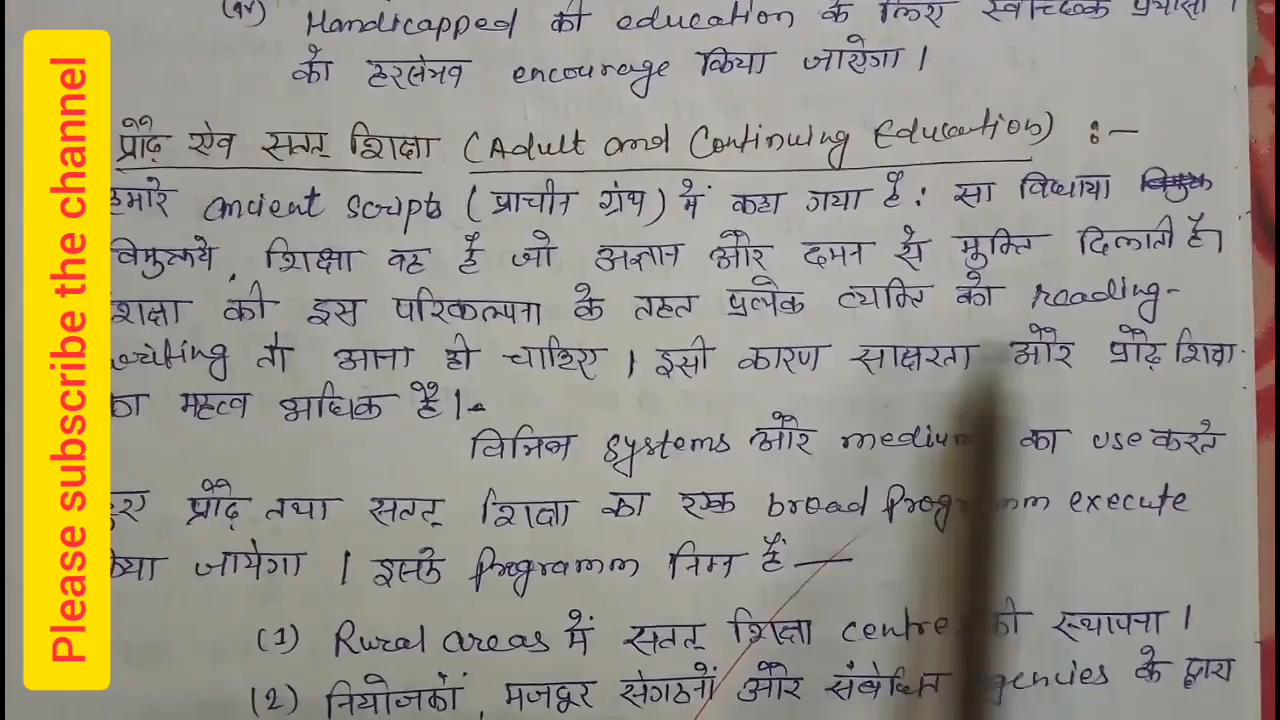 Please subscribe the channel
(iv) Handicapped की education के लिए स्वैच्छिक प्रयासों
को हरसंभव encourage किया जाऐगा।
प्रौढ़ ऐवं सतत् शिक्षा (Adult and Continuing Education) :-
हमारे ancient scripts (प्राचीन ग्रंथ) में कहा गया है: सा विधाया
विमुक्तये, शिक्षा वह है जो अज्ञान और दमन से मुक्ति दिलाती है।
शिक्षा की इस परिकल्पना के तहत प्रत्येक व्यक्ति को reading-
writing तो आना ही चाहिए। इसी कारण साक्षरता और प्रौढ़ शिक्षा
का महत्व अधिक है।-
विभिन्न systems और medium का use करते
हुए प्रौढ़ तथा सतत् शिक्षा का एक broad Programm execute
किया जायेगा। इसके Programm निम्न हैं —
(1) Rural areas में सतत् शिक्षा centre की स्थापना।
(2) नियोजकों, मजदूर संगठनों और संबंधित agencies के द्वारा